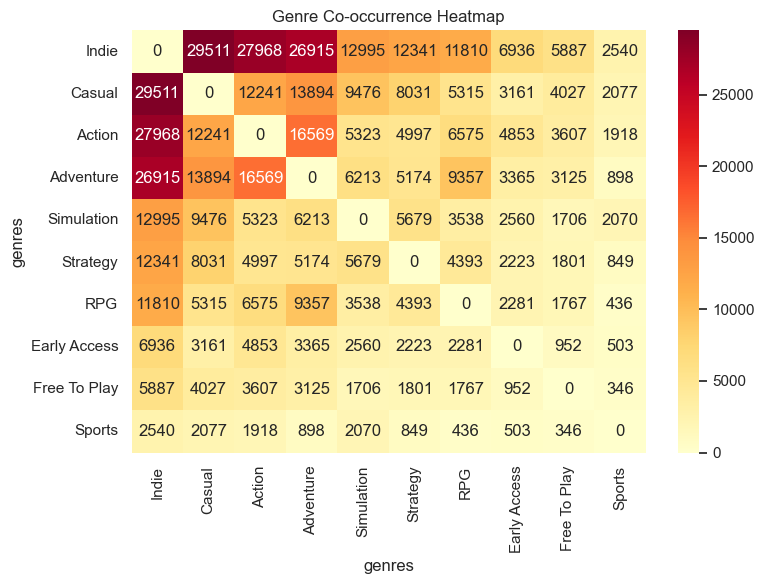 Genre Co-occurrence Heatmap
Indie 0 29511 27968 26915 12995 12341 11810 6936 5887 2540
Casual 29511 0 12241 13894 9476 8031 5315 3161 4027 2077
Action 27968 12241 0 16569 5323 4997 6575 4853 3607 1918
Adventure 26915 13894 16569 0 6213 5174 9357 3365 3125 898
Simulation 12995 9476 5323 6213 0 5679 3538 2560 1706 2070
Strategy 12341 8031 4997 5174 5679 0 4393 2223 1801 849
RPG 11810 5315 6575 9357 3538 4393 0 2281 1767 436
Early Access 6936 3161 4853 3365 2560 2223 2281 0 952 503
Free To Play 5887 4027 3607 3125 1706 1801 1767 952 0 346
Sports 2540 2077 1918 898 2070 849 436 503 346 0
genres
Indie Casual Action Adventure Simulation Strategy RPG Early Access Free To Play Sports
genres
25000
20000
15000
10000
5000
0